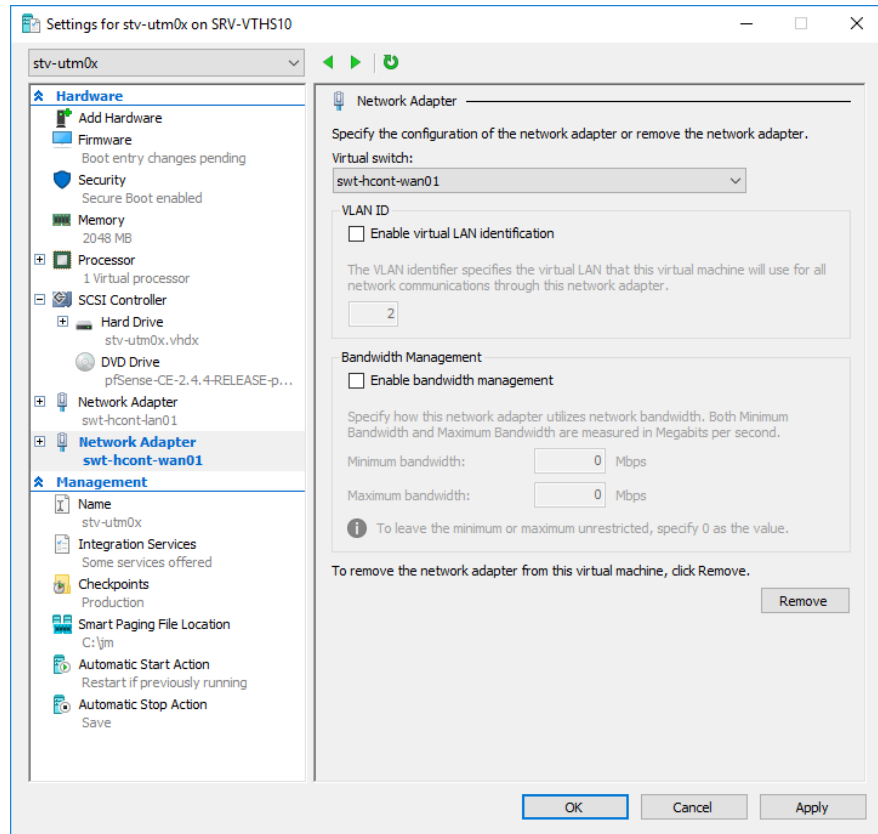 Settings for stv-utm0x on SRV-VTHS10
stv-utm0x
Hardware
Add Hardware
Firmware
Boot entry changes pending
Security
Secure Boot enabled
Memory
2048 MB
Processor
1 Virtual processor
SCSI Controller
Hard Drive
stv-utm0x.vhdx
DVD Drive
pfSense-CE-2.4.4-RELEASE-p...
Network Adapter
swt-hcont-lan01
Network Adapter
swt-hcont-wan01
Management
Name
stv-utm0x
Integration Services
Some services offered
Checkpoints
Production
Smart Paging File Location
C:\jm
Automatic Start Action
Restart if previously running
Automatic Stop Action
Save
Network Adapter
Specify the configuration of the network adapter or remove the network adapter.
Virtual switch:
swt-hcont-wan01
VLAN ID
Enable virtual LAN identification
The VLAN identifier specifies the virtual LAN that this virtual machine will use for all
network communications through this network adapter.
2
Bandwidth Management
Enable bandwidth management
Specify how this network adapter utilizes network bandwidth. Both Minimum
Bandwidth and Maximum Bandwidth are measured in Megabits per second.
Minimum bandwidth: 0 Mbps
Maximum bandwidth: 0 Mbps
To leave the minimum or maximum unrestricted, specify 0 as the value.
To remove the network adapter from this virtual machine, click Remove.
Remove
OK Cancel Apply